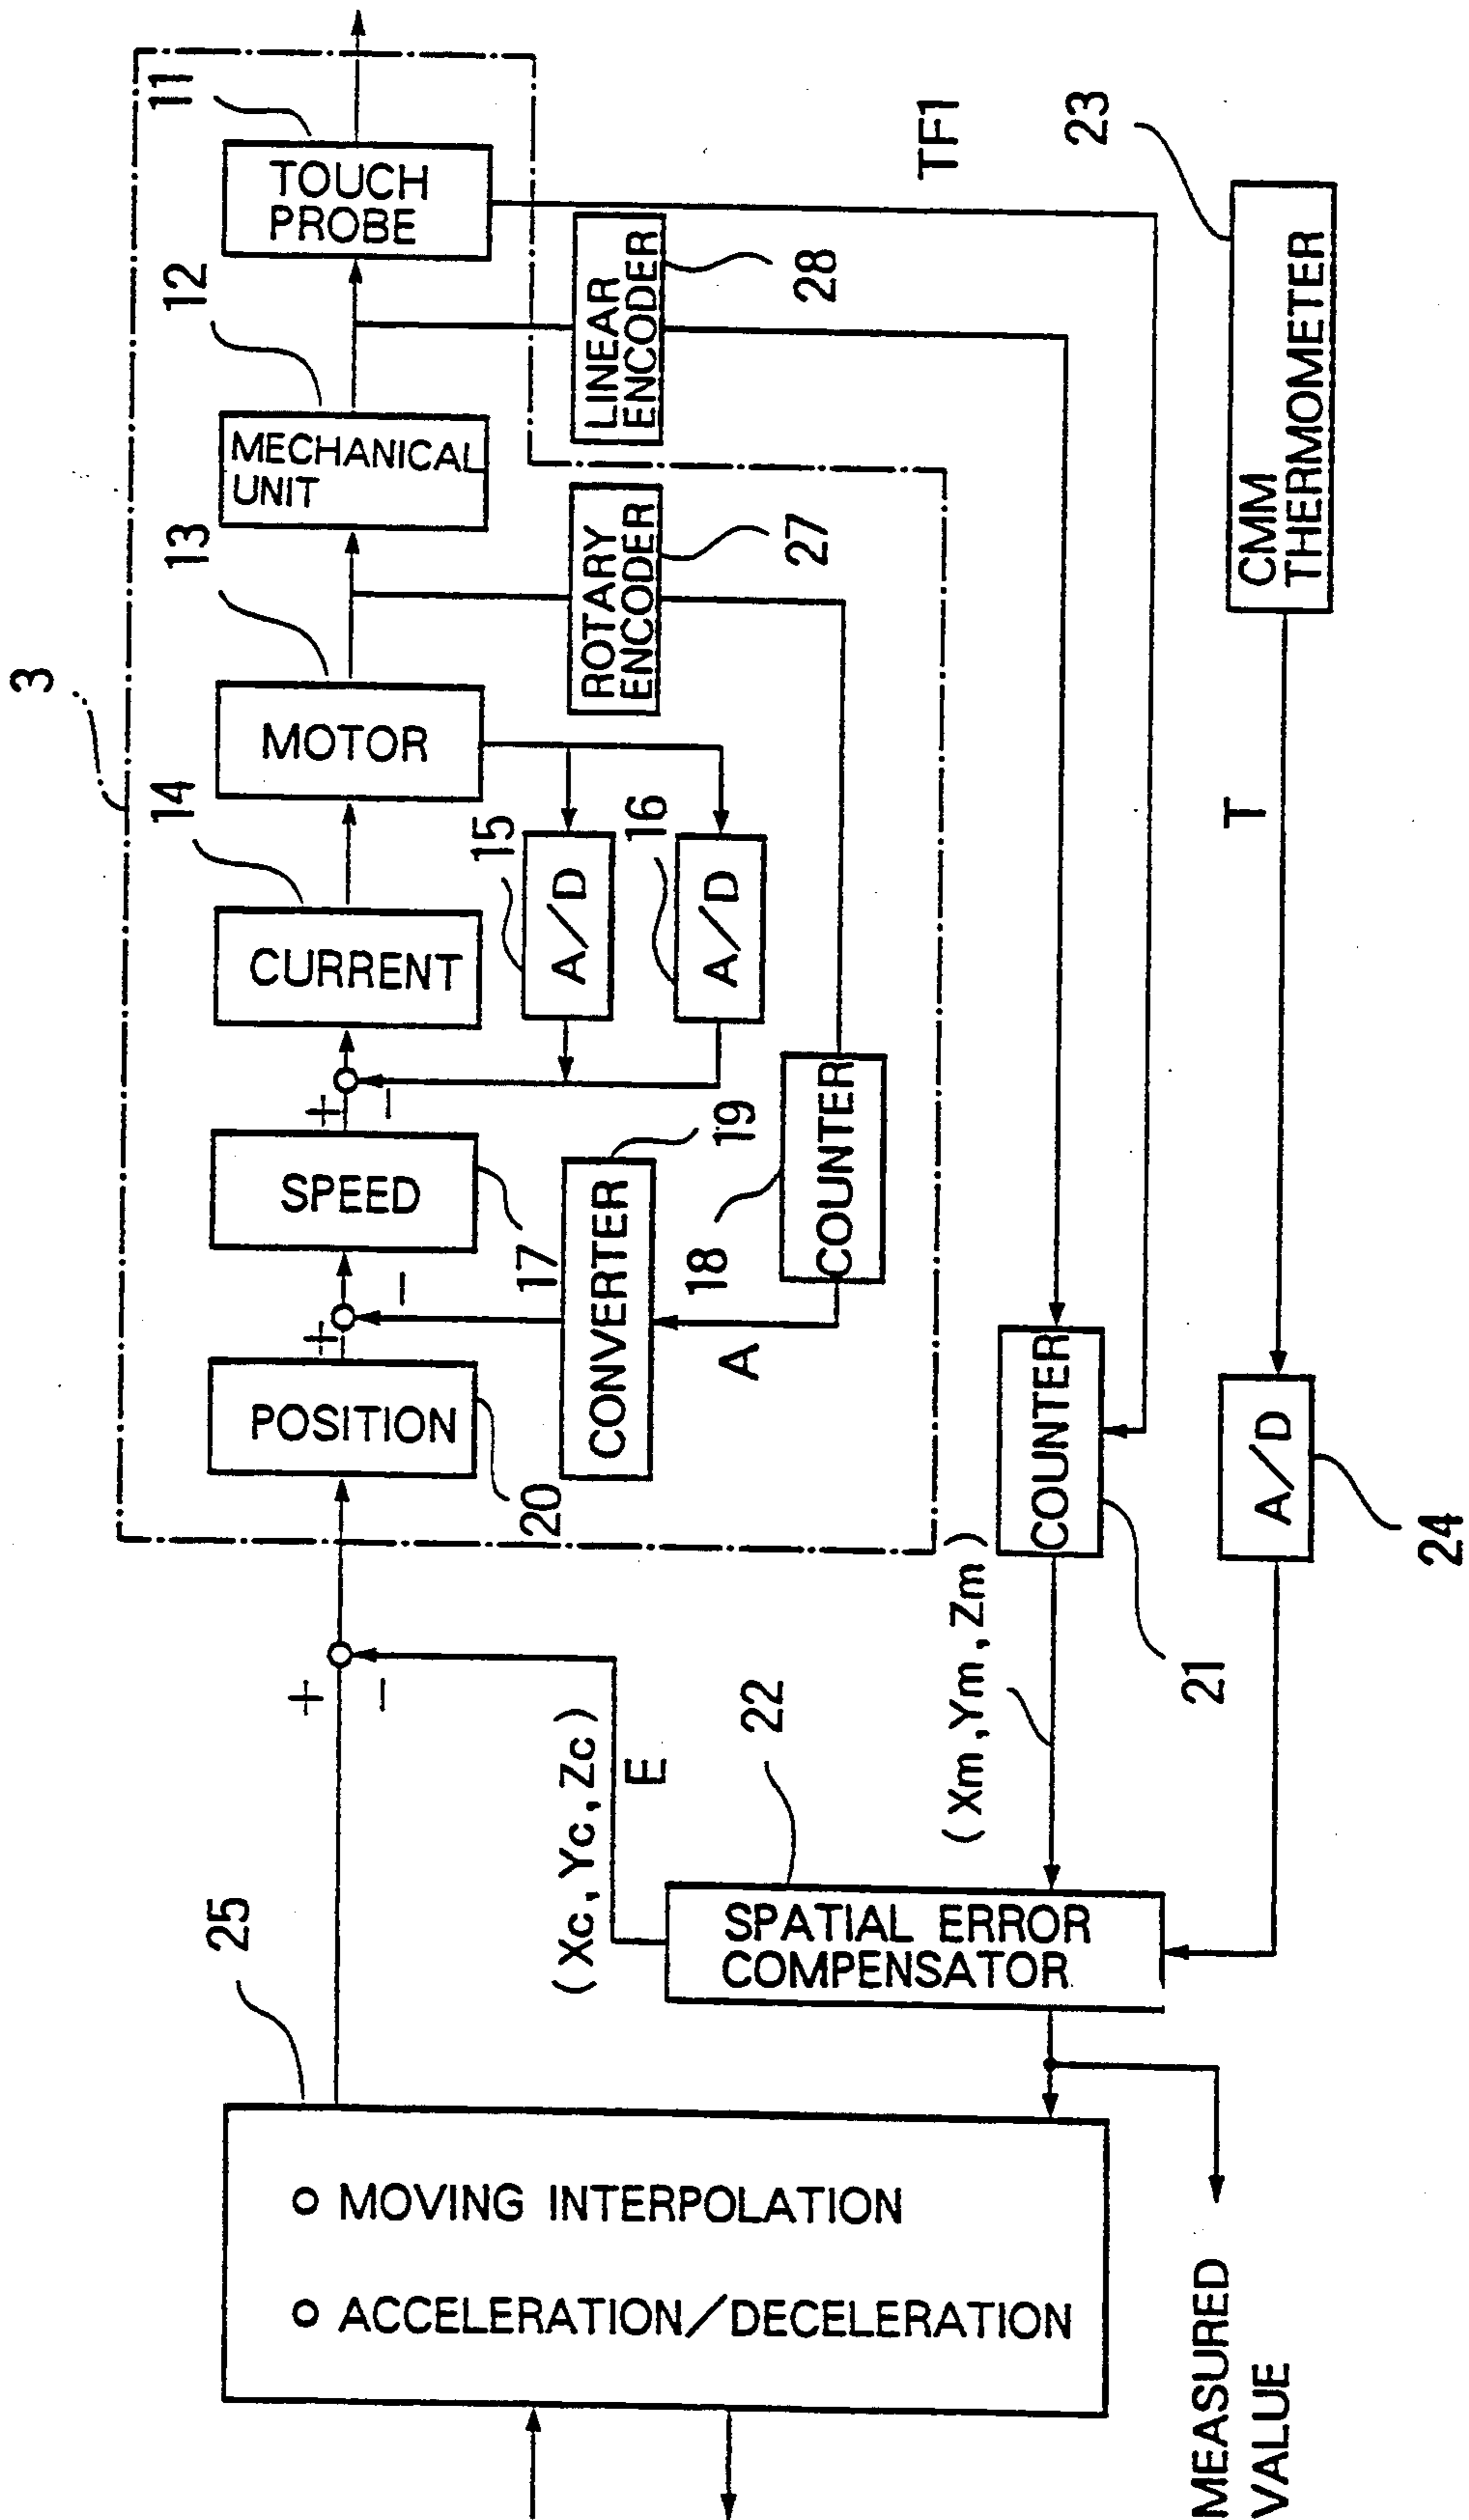 3
25
○ MOVING INTERPOLATION
○ ACCELERATION/DECELERATION
MEASURED
VALUE
+
−
(Xc,Yc,Zc)
E
22
SPATIAL ERROR
COMPENSATOR
(Xm,Ym,Zm)
21
COUNTER
24
A/D
T
23
CMM
THERMOMETER
TF1
20
POSITION
+
−
17
SPEED
+
−
14
CURRENT
13
MOTOR
12
MECHANICAL
UNIT
11
TOUCH
PROBE
15
A/D
16
A/D
19
CONVERTER
A
18
COUNTER
27
ROTARY
ENCODER
28
LINEAR
ENCODER